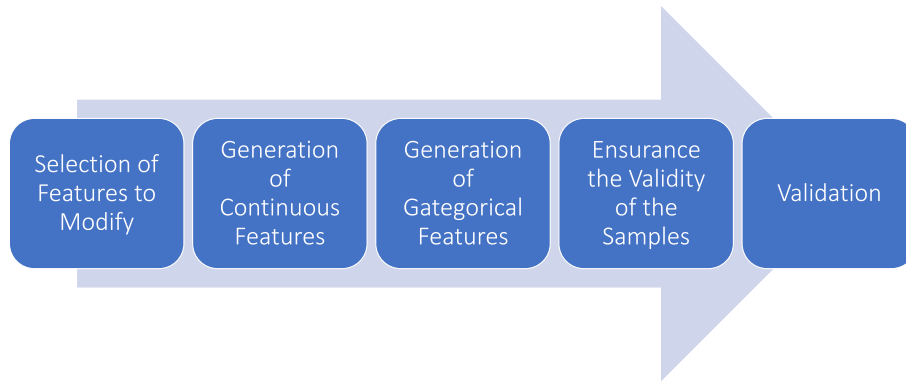 Selection of
Features to
Modify
Generation
of
Continuous
Features
Generation
of
Gategorical
Features
Ensurance
the Validity
of the
Samples
Validation